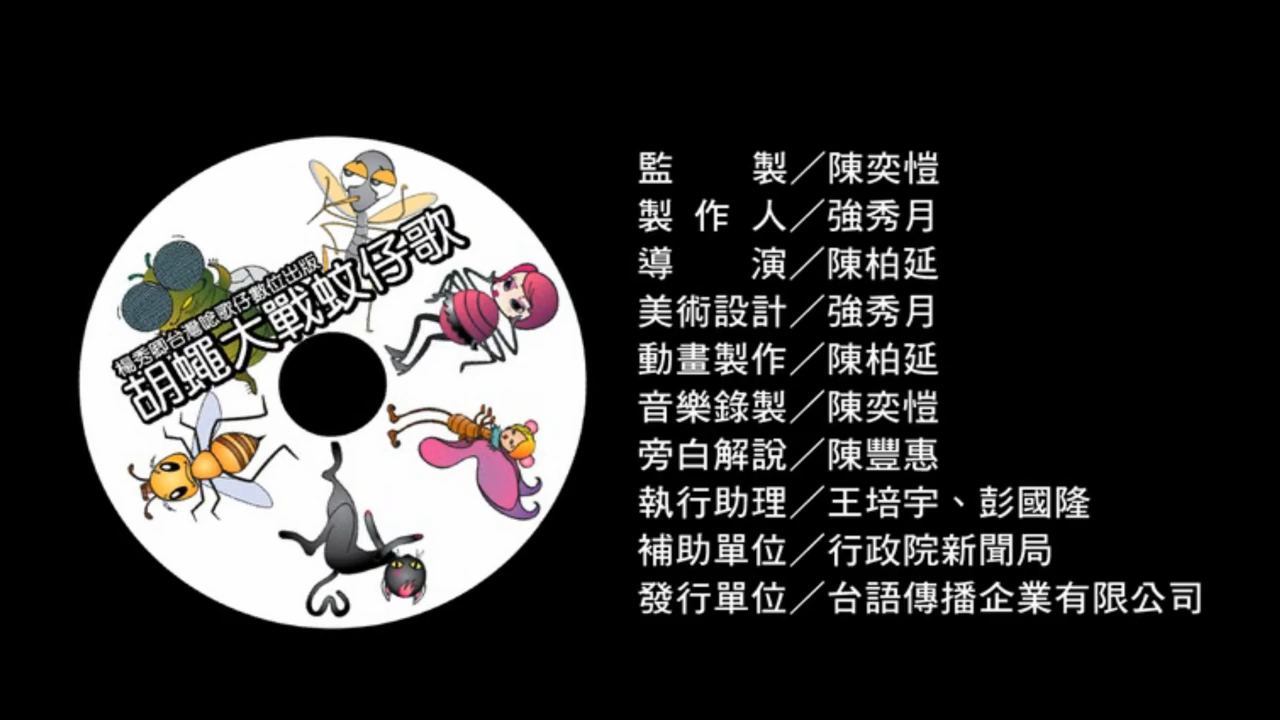 楊秀卿台灣唸歌仔數位出版
胡蠅大戰蚊仔歌
監　　製／陳奕愷
製 作 人／強秀月
導　　演／陳柏延
美術設計／強秀月
動畫製作／陳柏延
音樂錄製／陳奕愷
旁白解說／陳豐惠
執行助理／王培宇、彭國隆
補助單位／行政院新聞局
發行單位／台語傳播企業有限公司